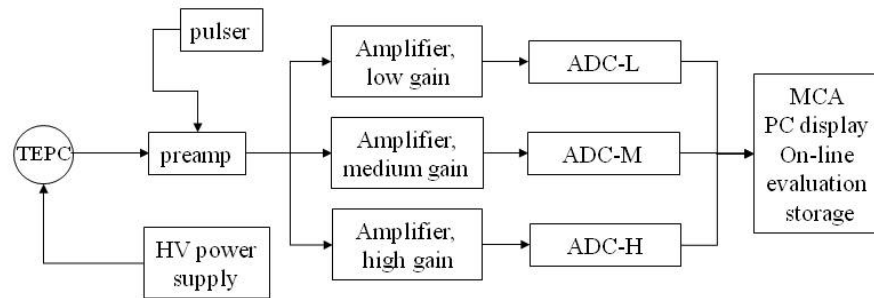 pulser
TEPC
preamp
HV power
supply
Amplifier,
low gain
Amplifier,
medium gain
Amplifier,
high gain
ADC-L
ADC-M
ADC-H
MCA
PC display
On-line
evaluation
storage